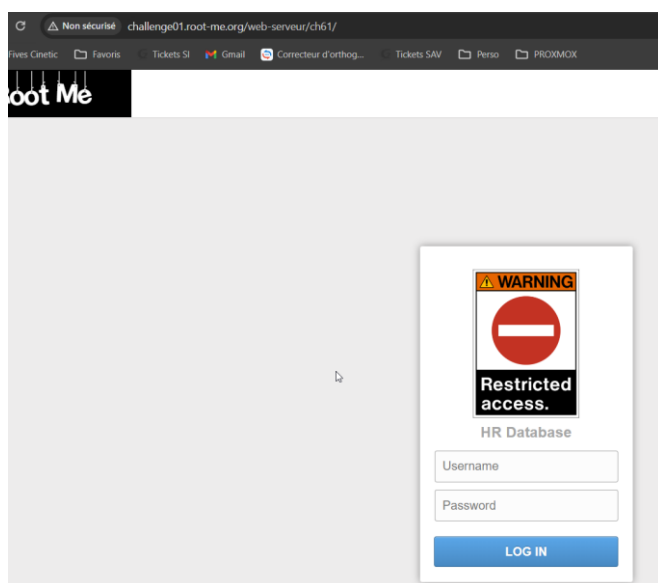 Non sécurisé challenge01.root-me.org/web-serveur/ch61/
Fives Cinetic Favoris Tickets SI Gmail Correcteur d'orthog... Tickets SAV Perso PROXMOX
oot Me
WARNING
Restricted
access.
HR Database
Username
Password
LOG IN